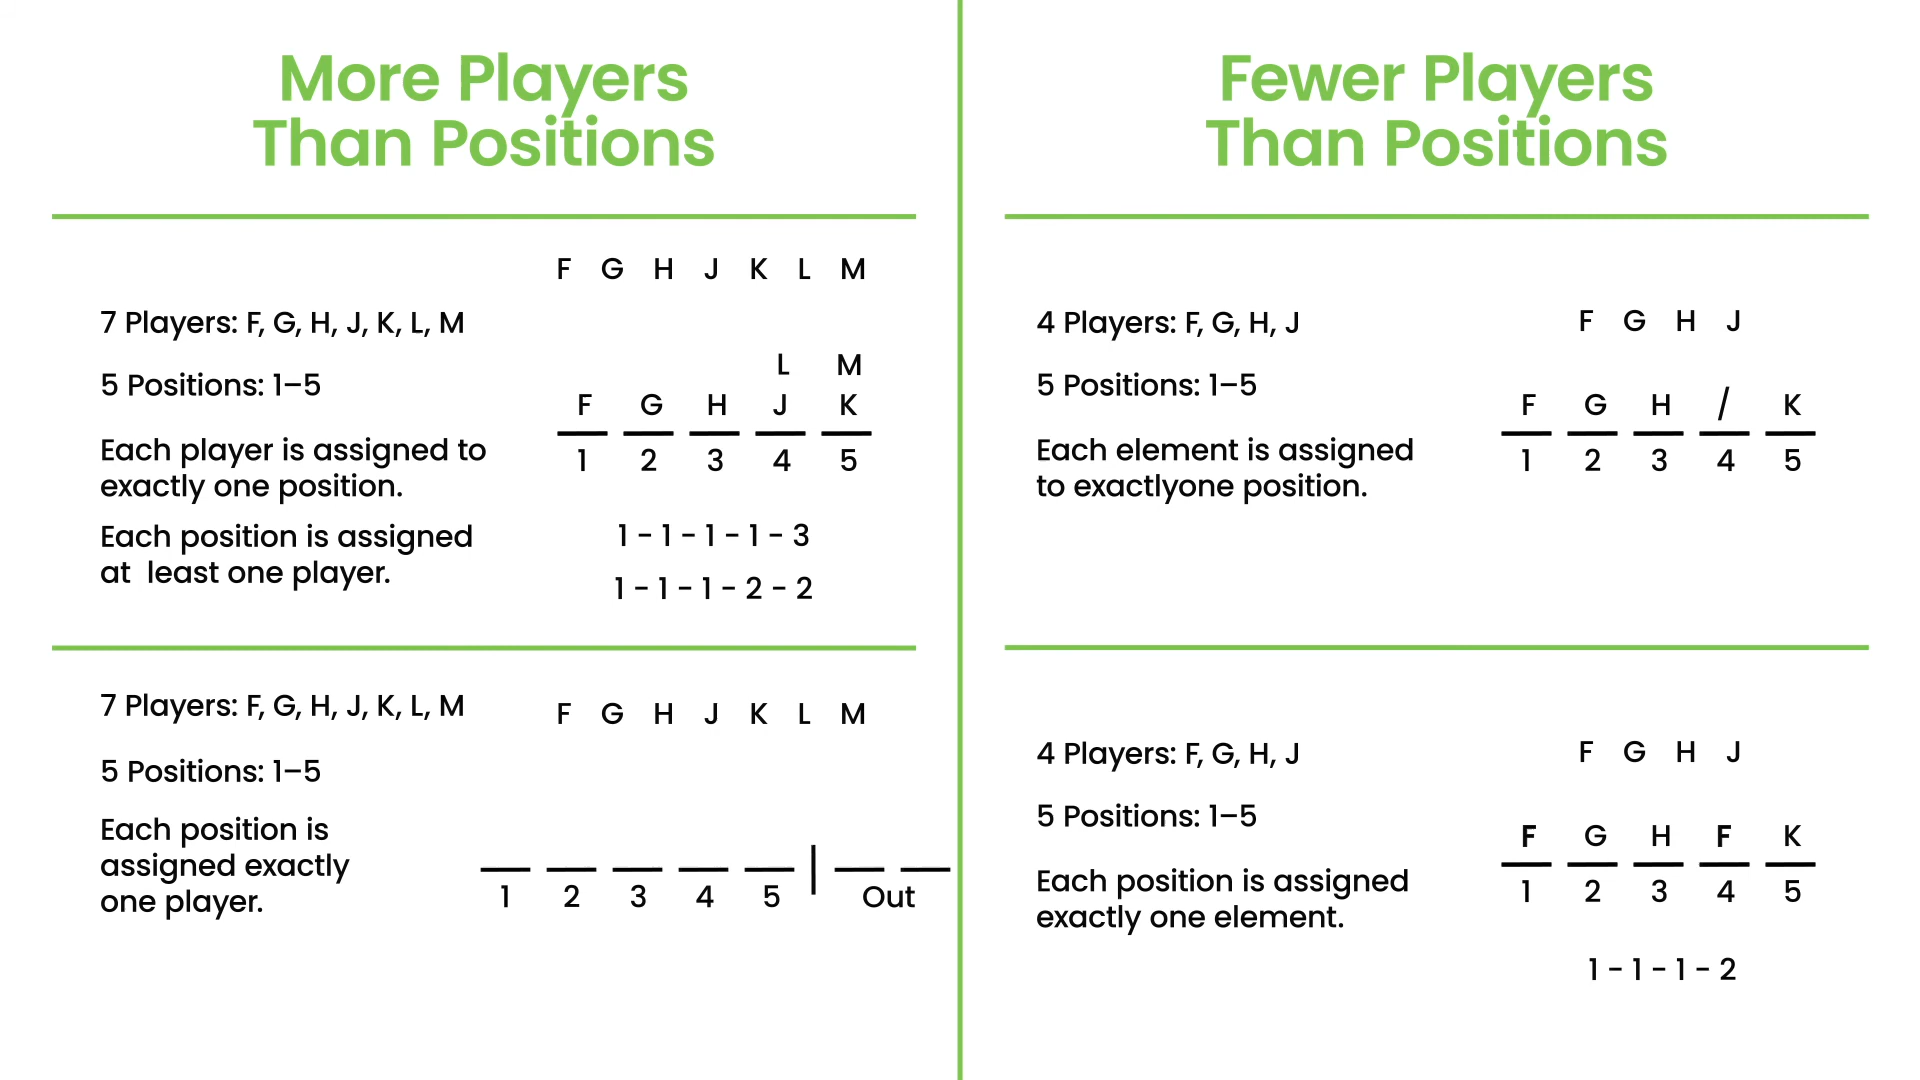 More Players
Than Positions
F G H J K L M
7 Players: F, G, H, J, K, L, M
5 Positions: 1–5
Each player is assigned to
exactly one position.
Each position is assigned
at least one player.
L M
F G H J K
1 2 3 4 5
1 - 1 - 1 - 1 - 3
1 - 1 - 1 - 2 - 2
7 Players: F, G, H, J, K, L, M
5 Positions: 1–5
Each position is
assigned exactly
one player.
F G H J K L M
1 2 3 4 5 | Out
Fewer Players
Than Positions
4 Players: F, G, H, J
5 Positions: 1–5
Each element is assigned
to exactlyone position.
F G H J
F G H / K
1 2 3 4 5
4 Players: F, G, H, J
5 Positions: 1–5
Each position is assigned
exactly one element.
F G H J
F G H F K
1 2 3 4 5
1 - 1 - 1 - 2